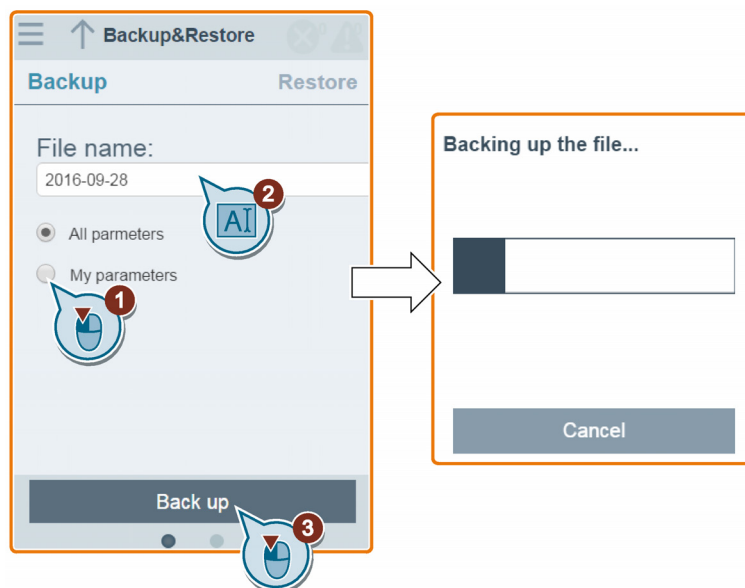 Backup&Restore
Backup Restore
File name:
2016-09-28
2
AI
All parmeters
My parameters
1
Back up
3
Backing up the file...
Cancel